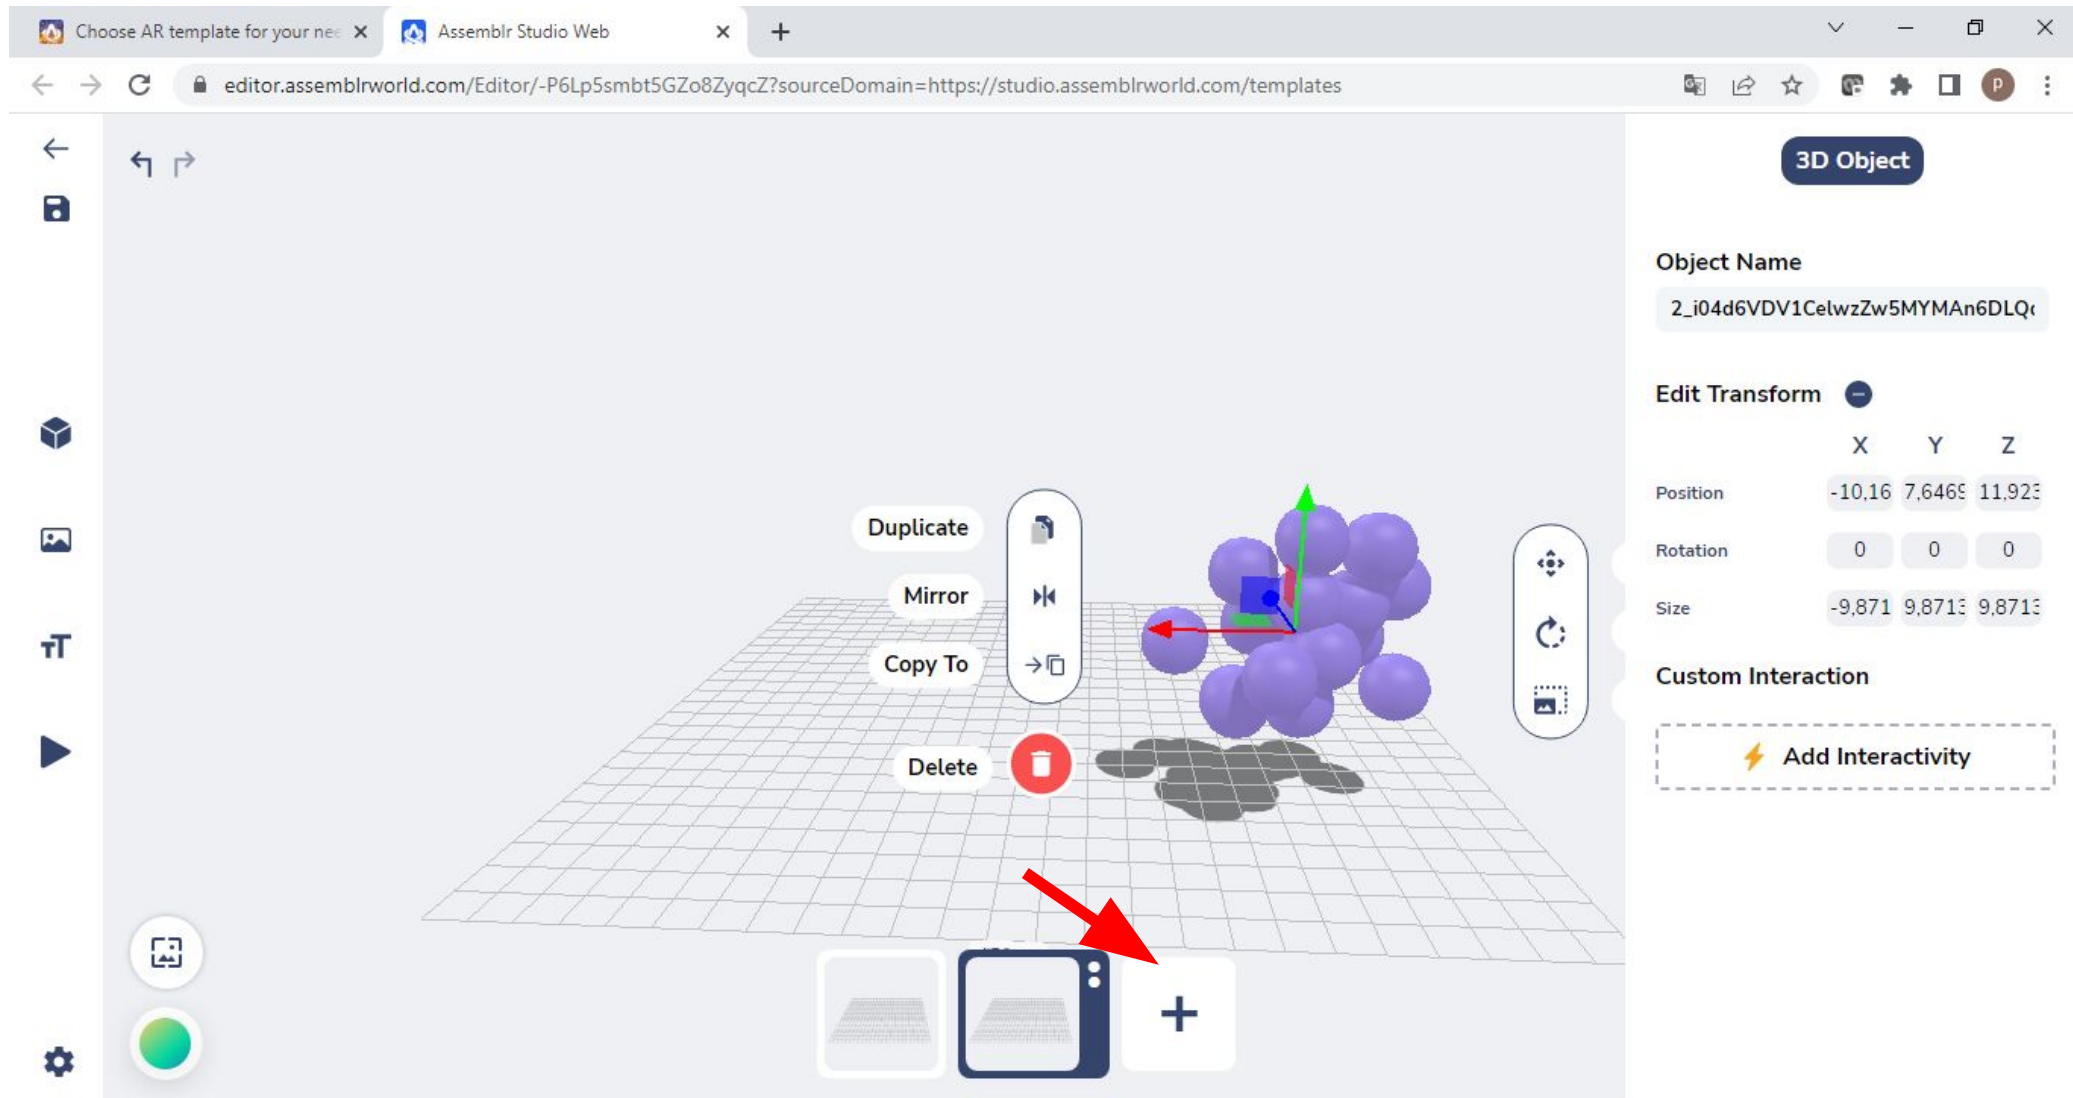 Choose AR template for your nee
Assemblr Studio Web
editor.assemblrworld.com/Editor/-P6Lp5smbt5GZo8ZyqcZ?sourceDomain=https://studio.assemblrworld.com/templates
P
3D Object
Object Name
2_i04d6VDV1CelwzZw5MYMAn6DLQ
Edit Transform
X Y Z
Position -10,16 7,6469 11,923
Rotation 0 0 0
Size -9,871 9,8713 9,8713
Custom Interaction
Add Interactivity
Duplicate
Mirror
Copy To
Delete
TT